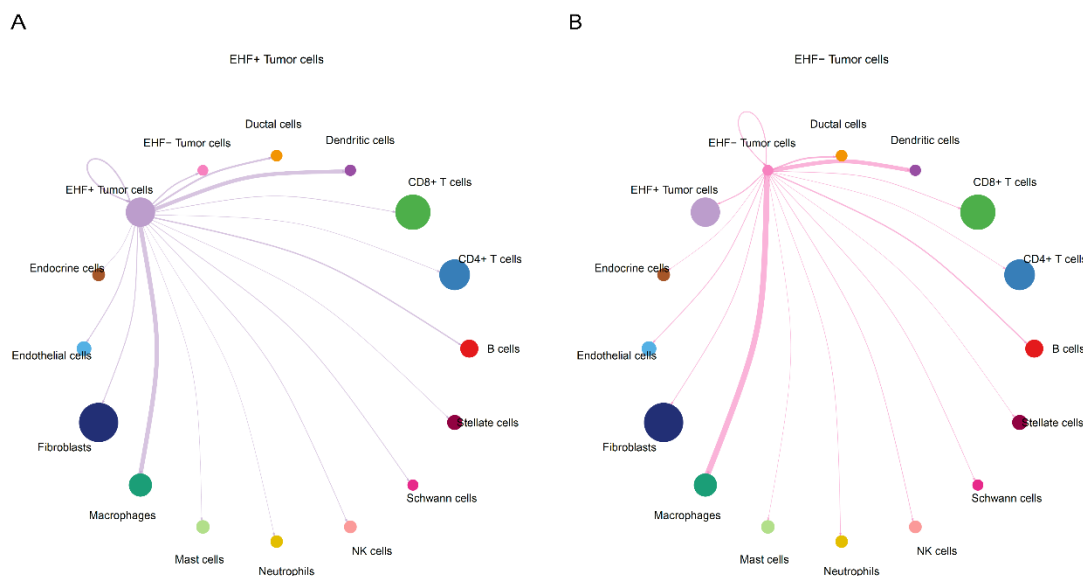 A
EHF+ Tumor cells
Ductal cells
EHF− Tumor cells
Dendritic cells
CD8+ T cells
EHF+ Tumor cells
CD4+ T cells
Endocrine cells
B cells
Endothelial cells
Stellate cells
Fibroblasts
Schwann cells
Macrophages
NK cells
Mast cells
Neutrophils
B
EHF− Tumor cells
Ductal cells
EHF− Tumor cells
Dendritic cells
CD8+ T cells
EHF+ Tumor cells
CD4+ T cells
Endocrine cells
B cells
Endothelial cells
Stellate cells
Fibroblasts
Schwann cells
Macrophages
NK cells
Mast cells
Neutrophils